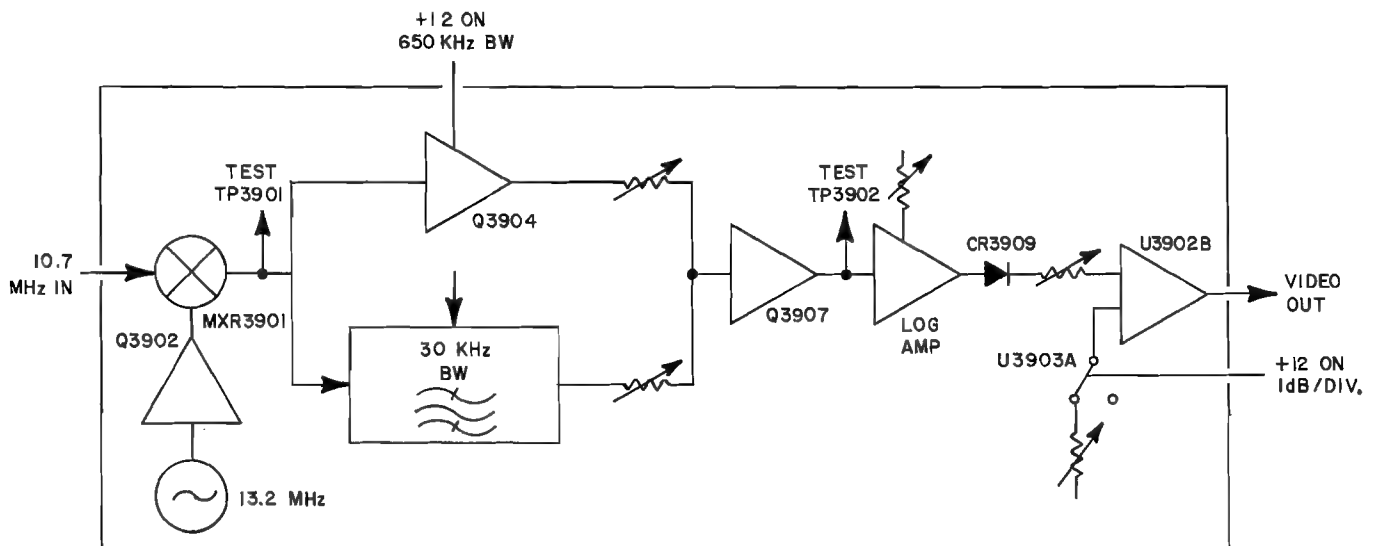 +12 ON
650 KHz BW
TEST
TP3901
Q3904
TEST
TP3902
CR3909
U3902B
10.7
MHz IN
MXR3901
Q3902
30 KHz
BW
Q3907
LOG
AMP
VIDEO
OUT
U3903A
+12 ON
1dB/DIV.
13.2 MHz